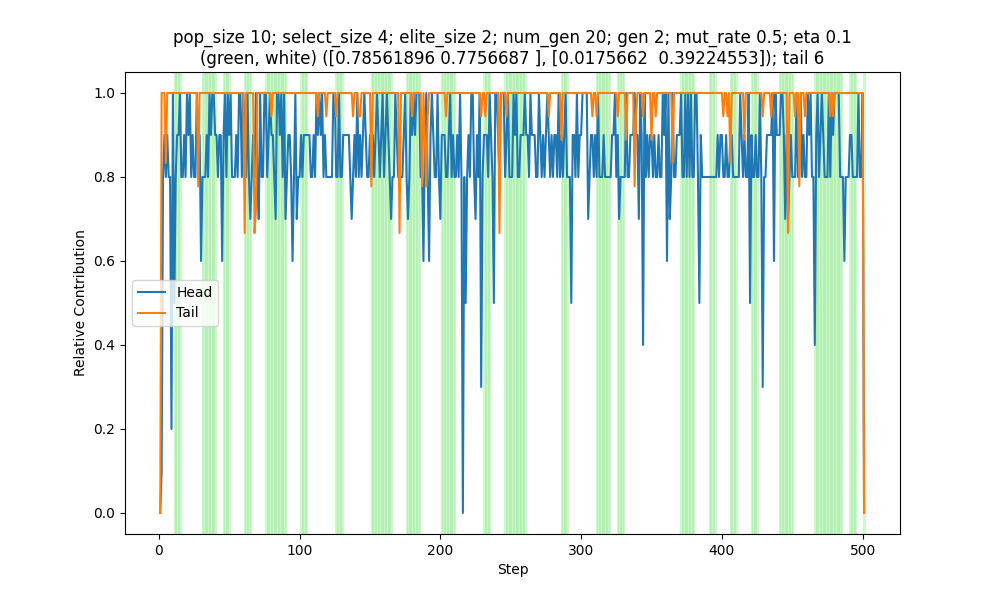 pop_size 10; select_size 4; elite_size 2; num_gen 20; gen 2; mut_rate 0.5; eta 0.1
(green, white) ([0.78561896 0.7756687 ], [0.0175662  0.39224553]); tail 6
Relative Contribution
1.0
0.8
0.6
0.4
0.2
0.0
Head
Tail
0
100
200
300
400
500
Step